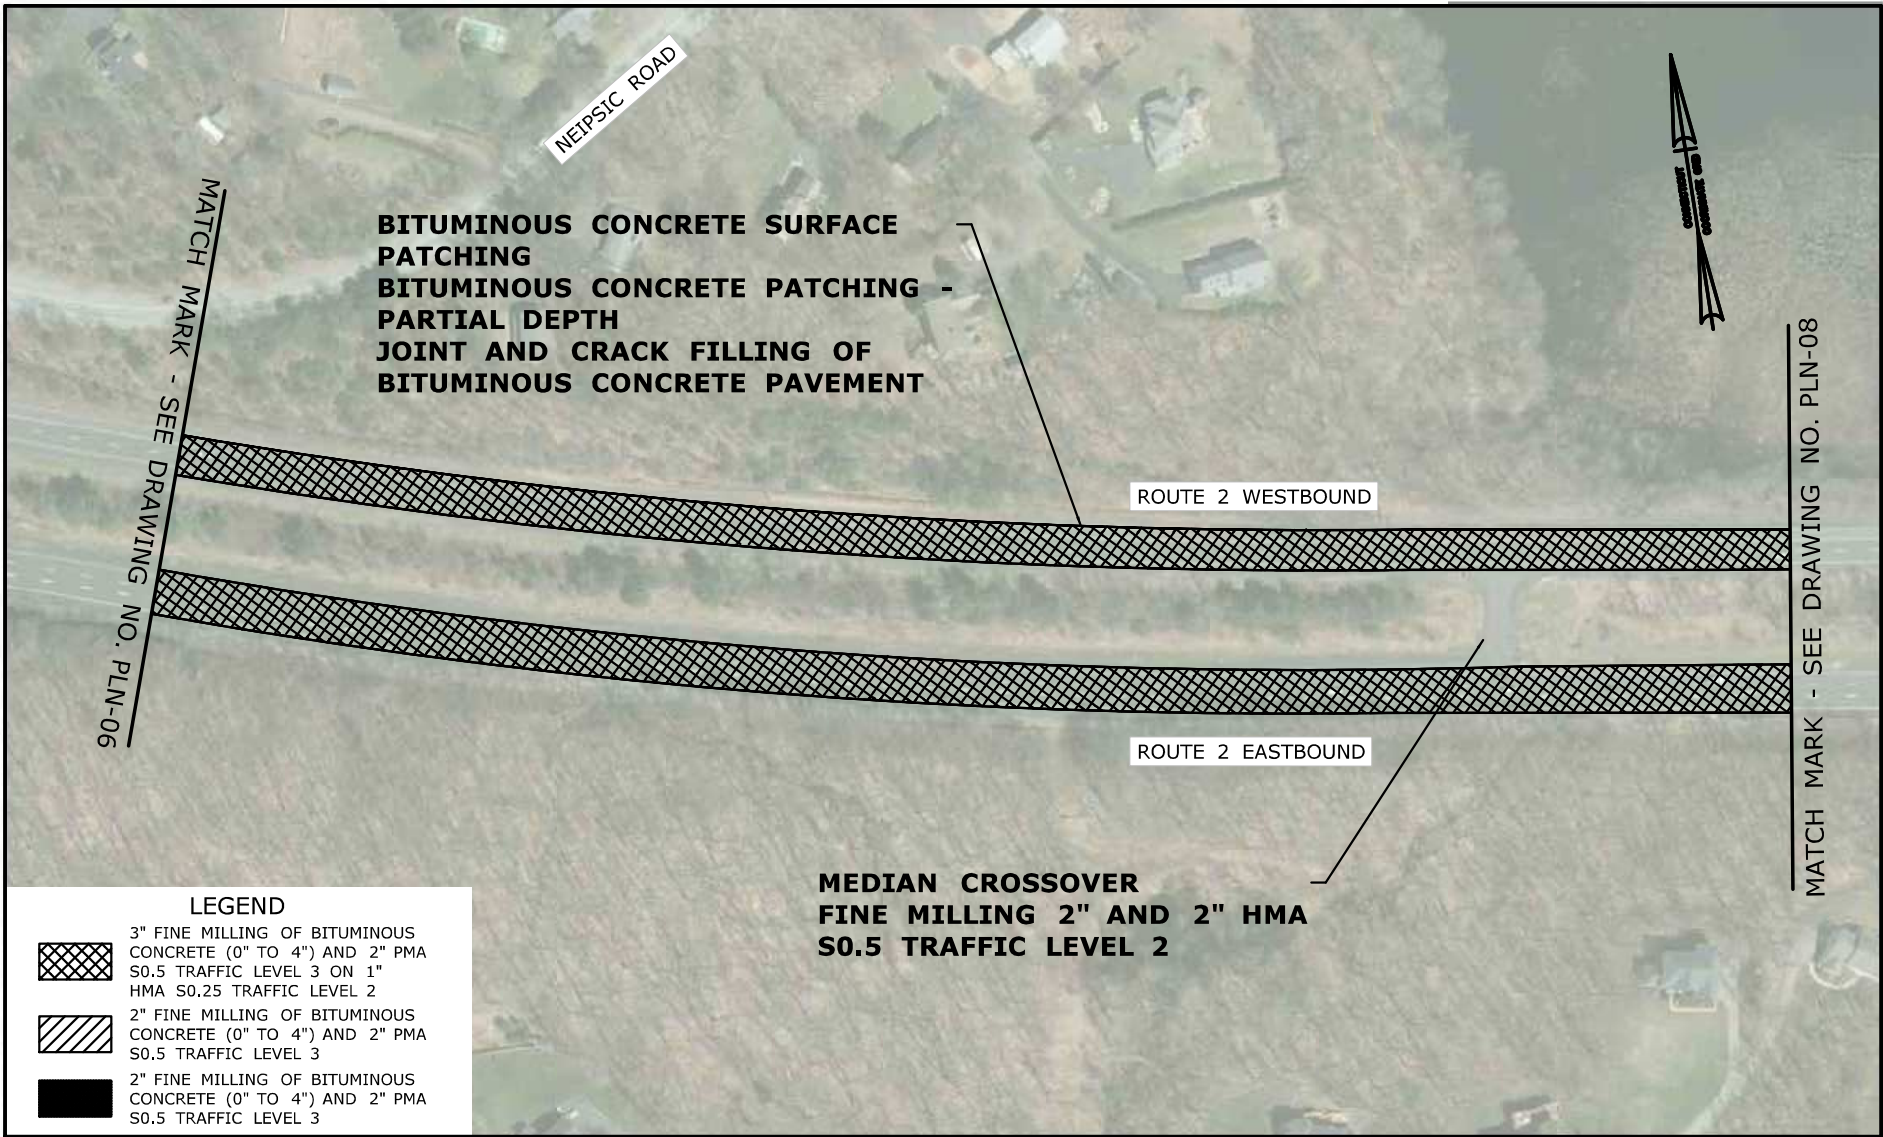 NEIPSIC ROAD
MATCH MARK - SEE DRAWING NO. PLN-06
BITUMINOUS CONCRETE SURFACE
PATCHING
BITUMINOUS CONCRETE PATCHING -
PARTIAL DEPTH
JOINT AND CRACK FILLING OF
BITUMINOUS CONCRETE PAVEMENT
ROUTE 2 WESTBOUND
MATCH MARK - SEE DRAWING NO. PLN-08
ROUTE 2 EASTBOUND
MEDIAN CROSSOVER
FINE MILLING 2" AND 2" HMA
S0.5 TRAFFIC LEVEL 2
LEGEND
3" FINE MILLING OF BITUMINOUS
CONCRETE (0" TO 4") AND 2" PMA
S0.5 TRAFFIC LEVEL 3 ON 1"
HMA S0.25 TRAFFIC LEVEL 2
2" FINE MILLING OF BITUMINOUS
CONCRETE (0" TO 4") AND 2" PMA
S0.5 TRAFFIC LEVEL 3
2" FINE MILLING OF BITUMINOUS
CONCRETE (0" TO 4") AND 2" PMA
S0.5 TRAFFIC LEVEL 3